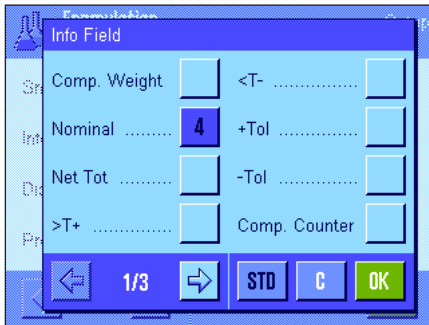 Formulation
Info Field
Comp. Weight
Nominal ......... 4
Net Tot ..........
>T+ ..............
<T- ..............
+Tol .............
-Tol .............
Comp. Counter
1/3 STD C OK